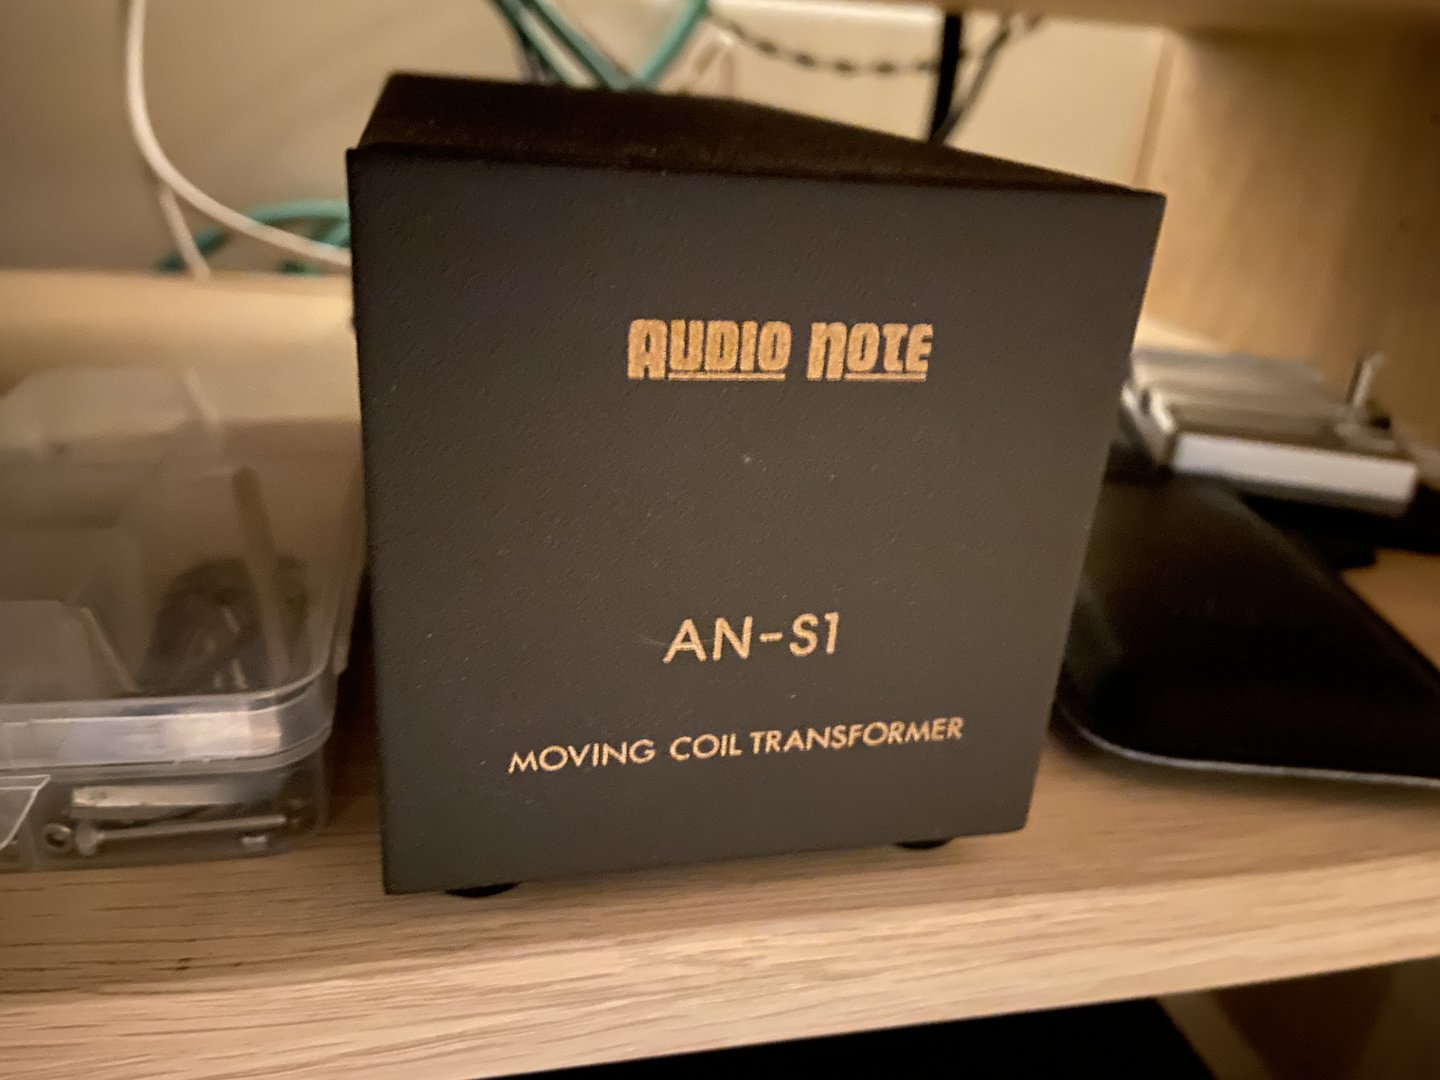 AUDIO NOTE
AN-S1
MOVING COIL TRANSFORMER